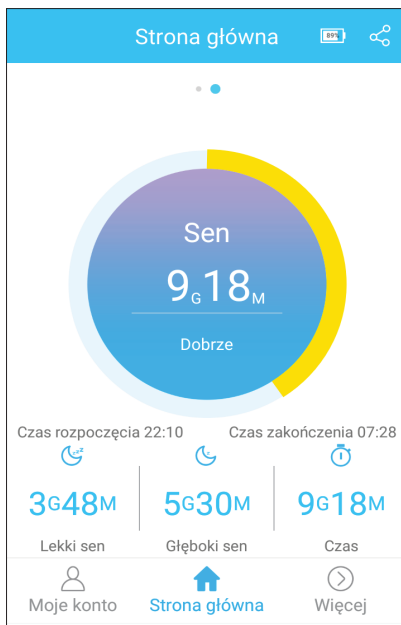 Strona główna 89%
Sen
9G18M
Dobrze
Czas rozpoczęcia 22:10 Czas zakończenia 07:28
3G48M 5G30M 9G18M
Lekki sen Głęboki sen Czas
Moje konto Strona główna Więcej